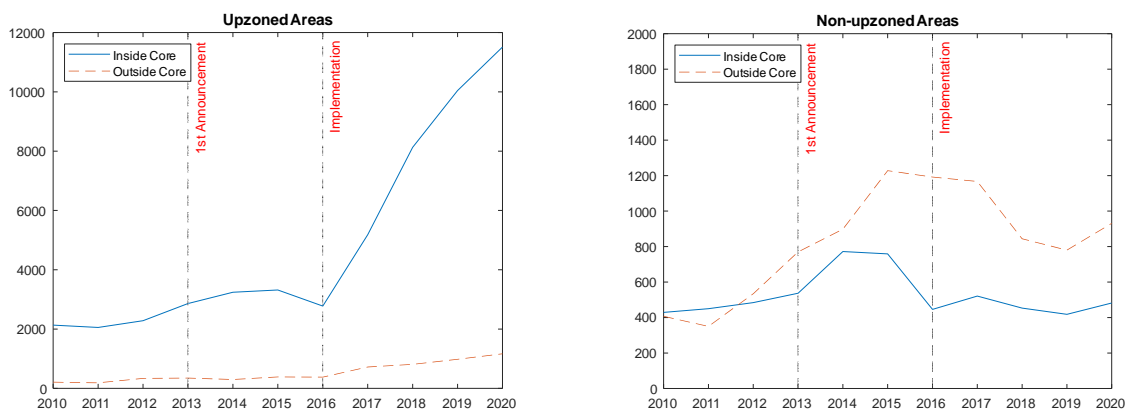 Upzoned Areas
12000
10000
8000
6000
4000
2000
0
Inside Core
Outside Core
1st Announcement
Implementation
2010 2011 2012 2013 2014 2015 2016 2017 2018 2019 2020
Non-upzoned Areas
2000
1800
1600
1400
1200
1000
800
600
400
200
0
Inside Core
Outside Core
1st Announcement
Implementation
2010 2011 2012 2013 2014 2015 2016 2017 2018 2019 2020